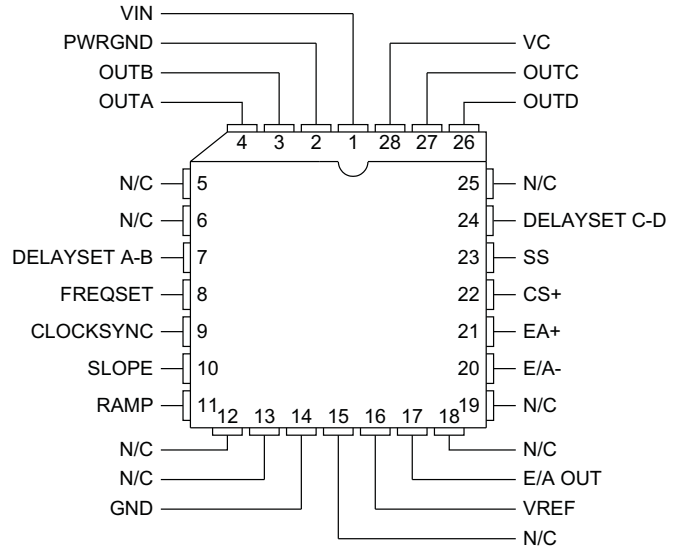 VIN
PWRGND
OUTB
OUTA
VC
OUTC
OUTD
4 3 2 1 28 27 26
N/C 5 25 N/C
N/C 6 24 DELAYSET C-D
DELAYSET A-B 7 23 SS
FREQSET 8 22 CS+
CLOCKSYNC 9 21 EA+
SLOPE 10 20 E/A-
RAMP 11 19 N/C
12 13 14 15 16 17 18
N/C N/C
N/C E/A OUT
GND VREF
N/C